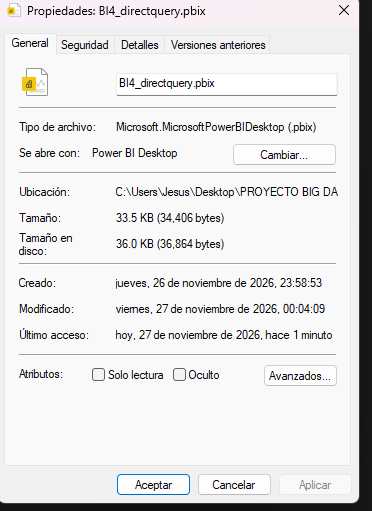 Propiedades: BI4_directquery.pbix
General Seguridad Detalles Versiones anteriores
BI4_directquery.pbix
Tipo de archivo: Microsoft.MicrosoftPowerBIDesktop (.pbix)
Se abre con: Power BI Desktop Cambiar...
Ubicación: C:\Users\Jesus\Desktop\PROYECTO BIG DA
Tamaño: 33.5 KB (34,406 bytes)
Tamaño en
disco: 36.0 KB (36,864 bytes)
Creado: jueves, 26 de noviembre de 2026, 23:58:53
Modificado: viernes, 27 de noviembre de 2026, 00:04:09
Último acceso: hoy, 27 de noviembre de 2026, hace 1 minuto
Atributos: Solo lectura Oculto Avanzados...
Aceptar Cancelar Aplicar